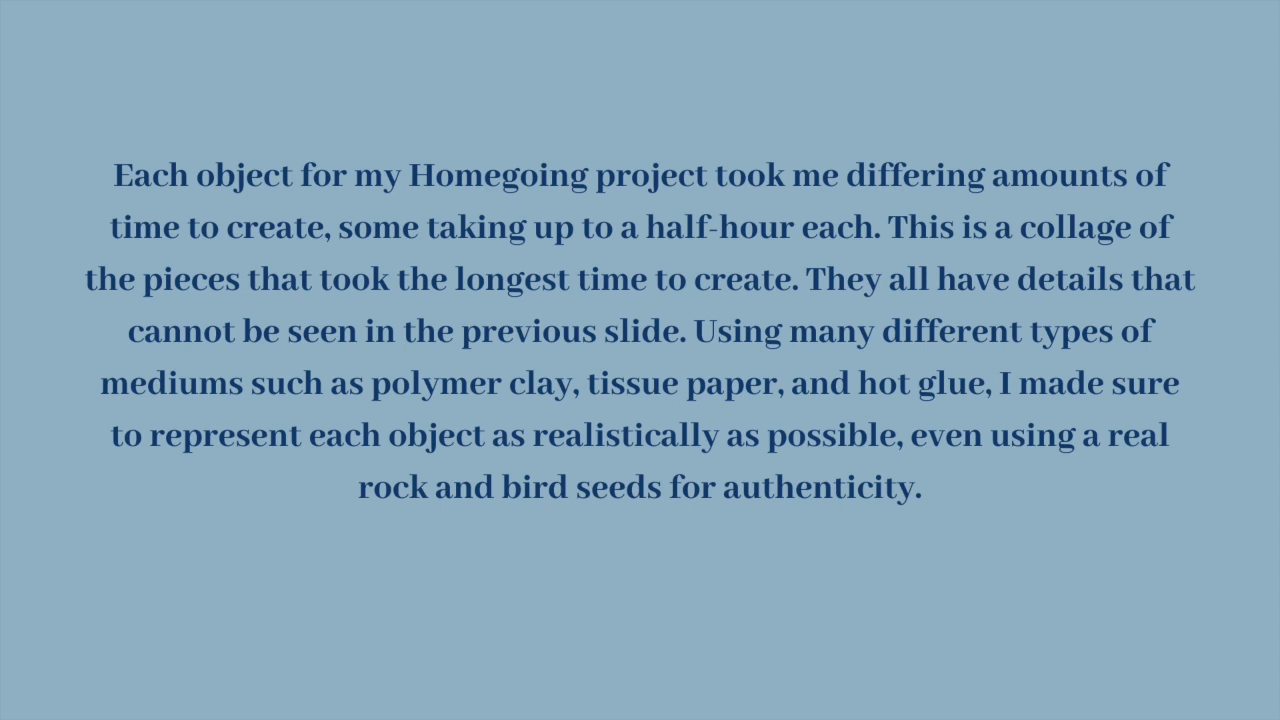 Each object for my Homegoing project took me differing amounts of
time to create, some taking up to a half-hour each. This is a collage of
the pieces that took the longest time to create. They all have details that
cannot be seen in the previous slide. Using many different types of
mediums such as polymer clay, tissue paper, and hot glue, I made sure
to represent each object as realistically as possible, even using a real
rock and bird seeds for authenticity.